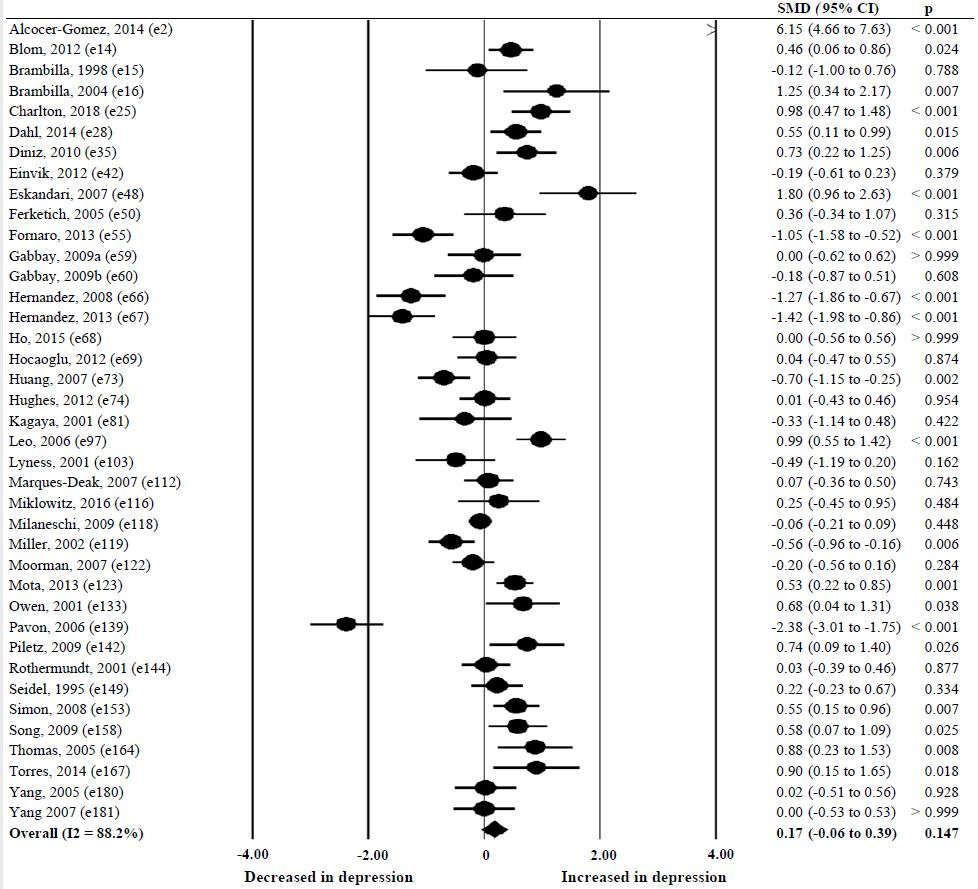 SMD (95% CI) p
Alcocer-Gomez, 2014 (e2) 6.15 (4.66 to 7.63) < 0.001
Blom, 2012 (e14) 0.46 (0.06 to 0.86) 0.024
Brambilla, 1998 (e15) -0.12 (-1.00 to 0.76) 0.788
Brambilla, 2004 (e16) 1.25 (0.34 to 2.17) 0.007
Charlton, 2018 (e25) 0.98 (0.47 to 1.48) < 0.001
Dahl, 2014 (e28) 0.55 (0.11 to 0.99) 0.015
Diniz, 2010 (e35) 0.73 (0.22 to 1.25) 0.006
Einvik, 2012 (e42) -0.19 (-0.61 to 0.23) 0.379
Eskandari, 2007 (e48) 1.80 (0.96 to 2.63) < 0.001
Ferketich, 2005 (e50) 0.36 (-0.34 to 1.07) 0.315
Fornaro, 2013 (e55) -1.05 (-1.58 to -0.52) < 0.001
Gabbay, 2009a (e59) 0.00 (-0.62 to 0.62) > 0.999
Gabbay, 2009b (e60) -0.18 (-0.87 to 0.51) 0.608
Hernandez, 2008 (e66) -1.27 (-1.86 to -0.67) < 0.001
Hernandez, 2013 (e67) -1.42 (-1.98 to -0.86) < 0.001
Ho, 2015 (e68) 0.00 (-0.56 to 0.56) > 0.999
Hocaoglu, 2012 (e69) 0.04 (-0.47 to 0.55) 0.874
Huang, 2007 (e73) -0.70 (-1.15 to -0.25) 0.002
Hughes, 2012 (e74) 0.01 (-0.43 to 0.46) 0.954
Kagaya, 2001 (e81) -0.33 (-1.14 to 0.48) 0.422
Leo, 2006 (e97) 0.99 (0.55 to 1.42) < 0.001
Lyness, 2001 (e103) -0.49 (-1.19 to 0.20) 0.162
Marques-Deak, 2007 (e112) 0.07 (-0.36 to 0.50) 0.743
Miklowitz, 2016 (e116) 0.25 (-0.45 to 0.95) 0.484
Milaneschi, 2009 (e118) -0.06 (-0.21 to 0.09) 0.448
Miller, 2002 (e119) -0.56 (-0.96 to -0.16) 0.006
Moorman, 2007 (e122) -0.20 (-0.56 to 0.16) 0.284
Mota, 2013 (e123) 0.53 (0.22 to 0.85) 0.001
Owen, 2001 (e133) 0.68 (0.04 to 1.31) 0.038
Pavon, 2006 (e139) -2.38 (-3.01 to -1.75) < 0.001
Piletz, 2009 (e142) 0.74 (0.09 to 1.40) 0.026
Rothermundt, 2001 (e144) 0.03 (-0.39 to 0.46) 0.877
Seidel, 1995 (e149) 0.22 (-0.23 to 0.67) 0.334
Simon, 2008 (e153) 0.55 (0.15 to 0.96) 0.007
Song, 2009 (e158) 0.58 (0.07 to 1.09) 0.025
Thomas, 2005 (e164) 0.88 (0.23 to 1.53) 0.008
Torres, 2014 (e167) 0.90 (0.15 to 1.65) 0.018
Yang, 2005 (e180) 0.02 (-0.51 to 0.56) 0.928
Yang 2007 (e181) 0.00 (-0.53 to 0.53) > 0.999
Overall (I2 = 88.2%) 0.17 (-0.06 to 0.39) 0.147
-4.00 -2.00 0 2.00 4.00
Decreased in depression Increased in depression